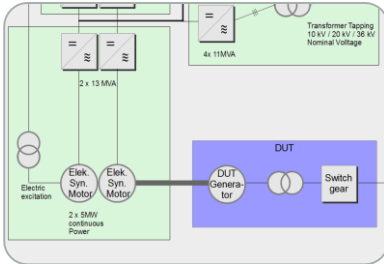 Transformer Tapping
10 kV / 20 kV / 36 kV
Nominal Voltage
4x 11MVA
2 x 13 MVA
DUT
Elek.
Syn.
Motor
Elek.
Syn.
Motor
DUT
Genera-
tor
Switch
gear
Electric
excitation
2 x 5MW
continuous
Power